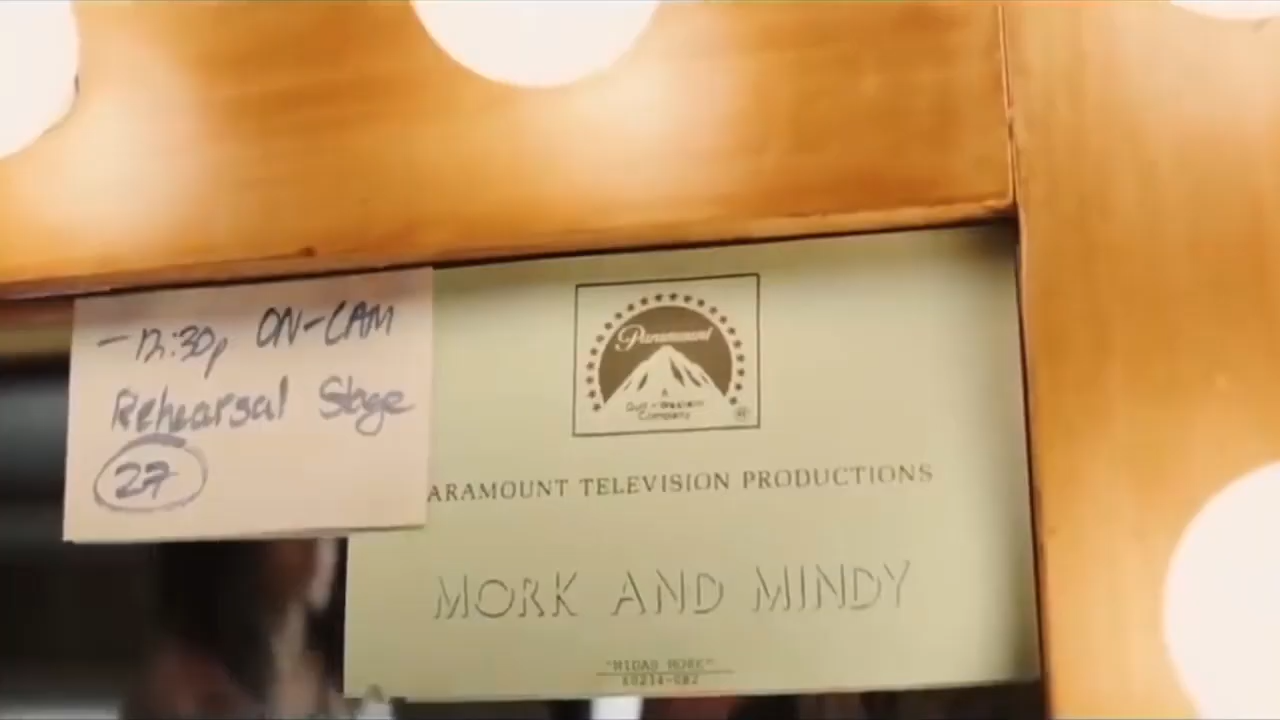 - 12:30p ON-CAM
Rehearsal Stage
27
Paramount
A
Gulf + Western
Company
®
ARAMOUNT TELEVISION PRODUCTIONS
MORK AND MINDY
"MIDAS MORK"